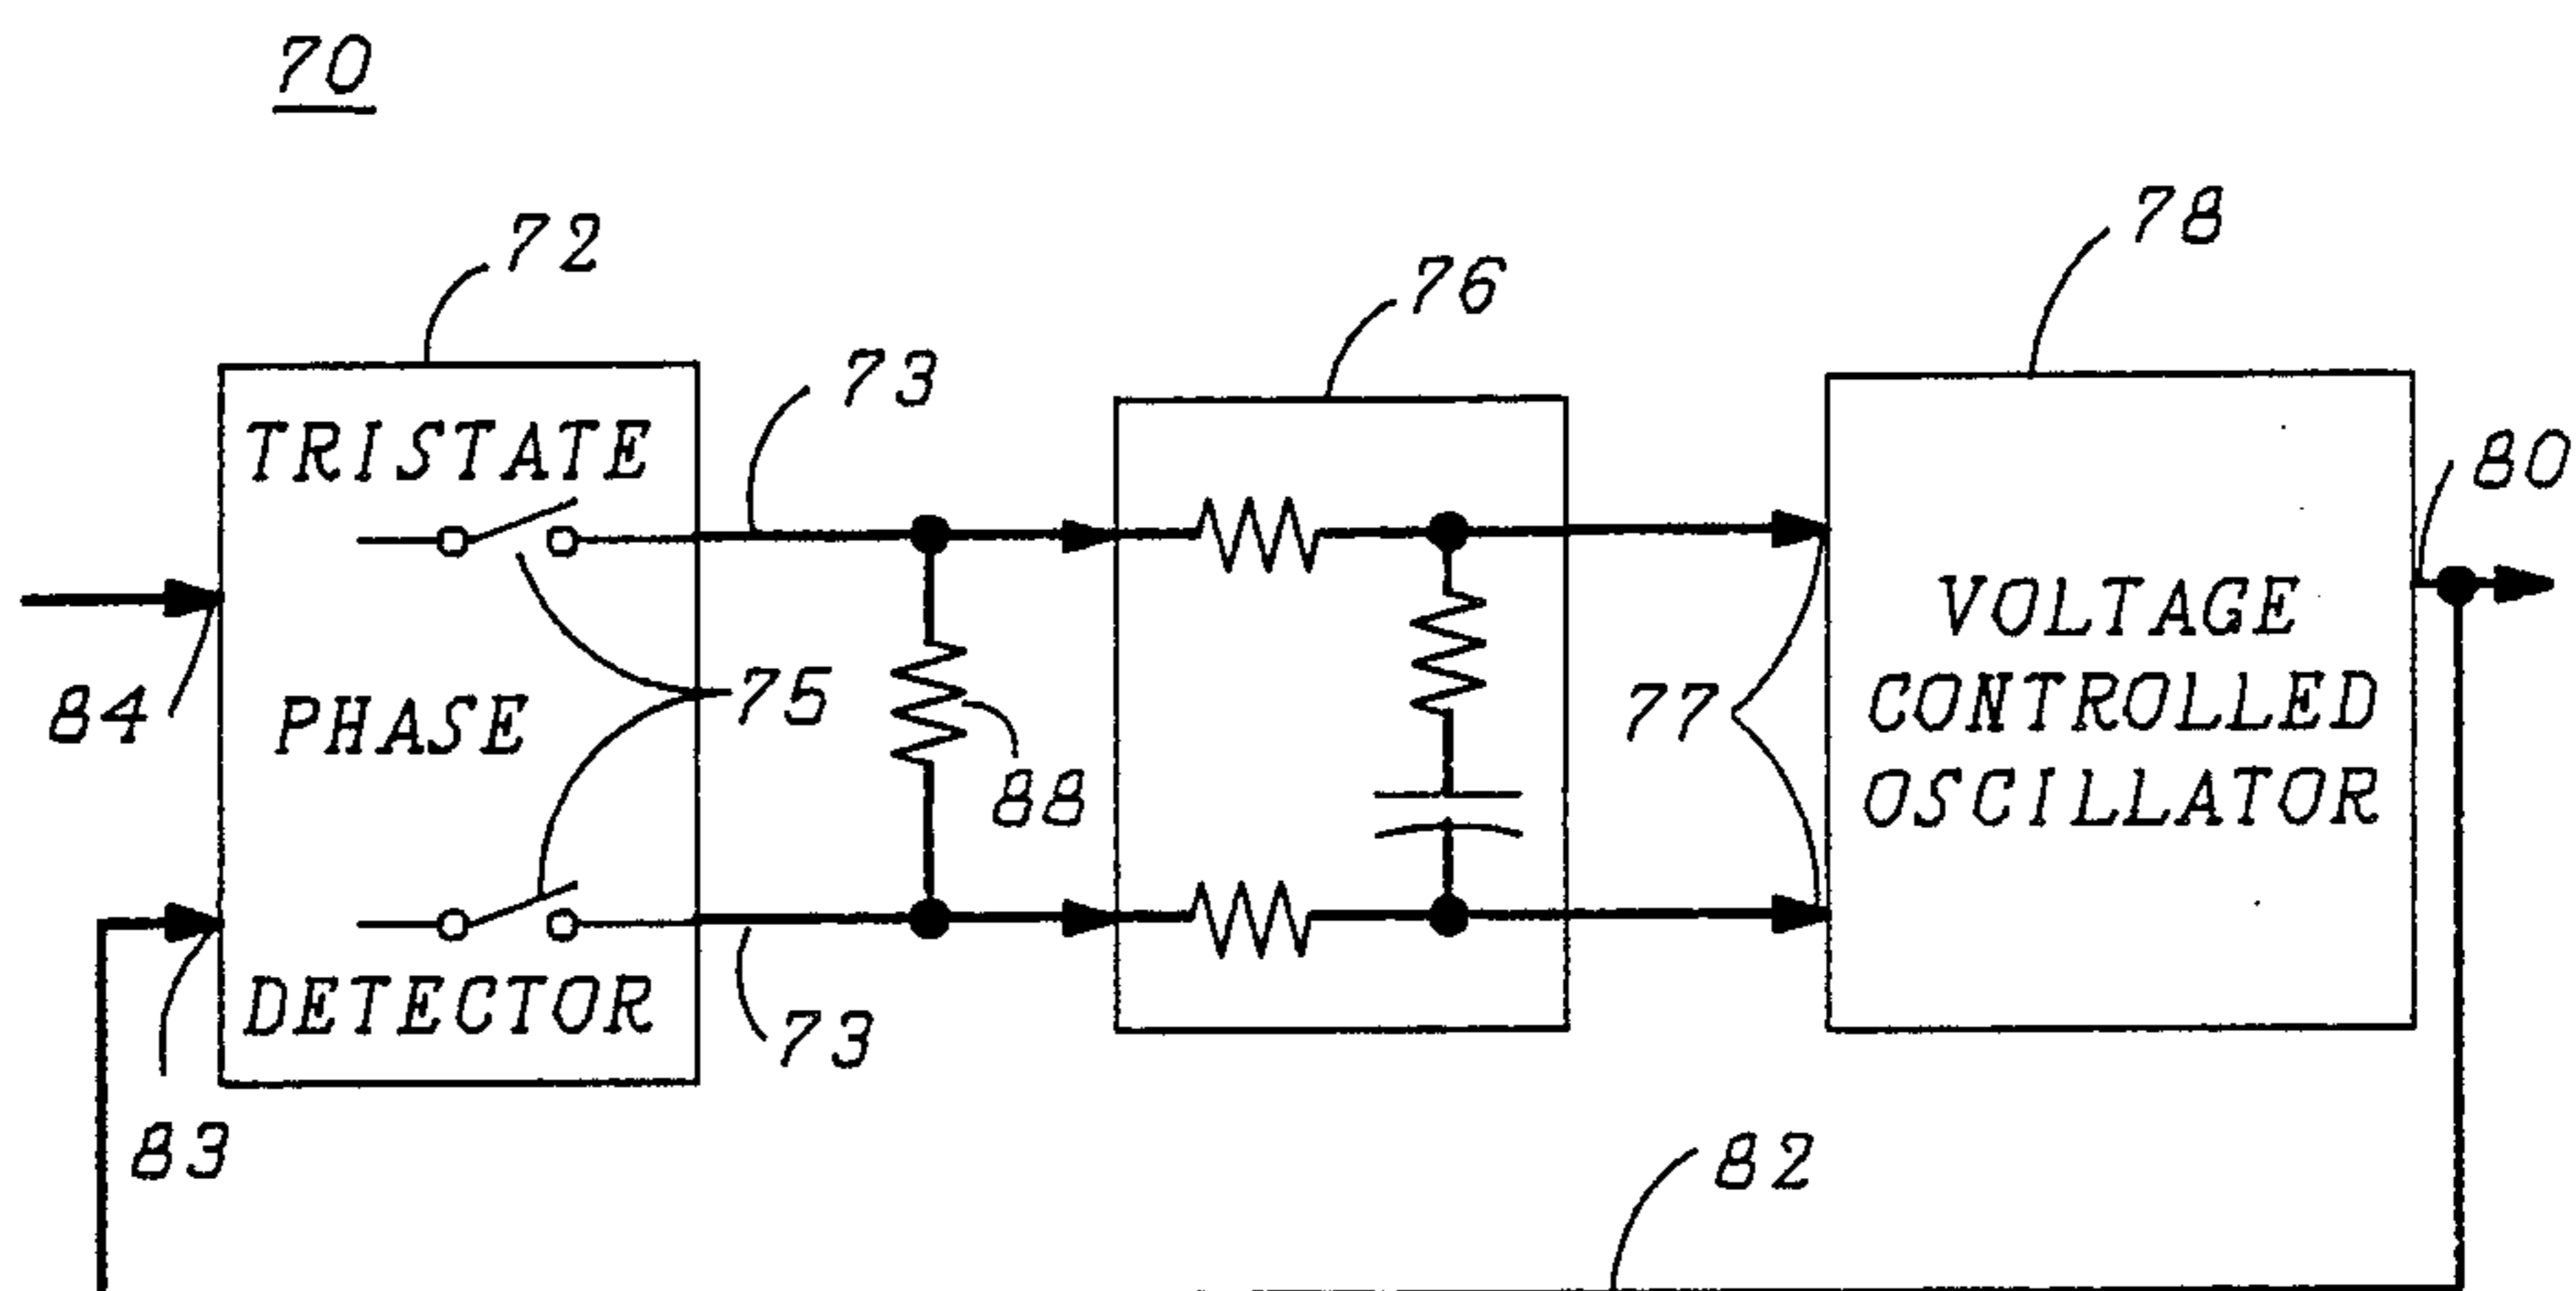 70
72
78
76
73
80
TRISTATE
84
PHASE
75
88
77
VOLTAGE
CONTROLLED
OSCILLATOR
DETECTOR
73
83
82